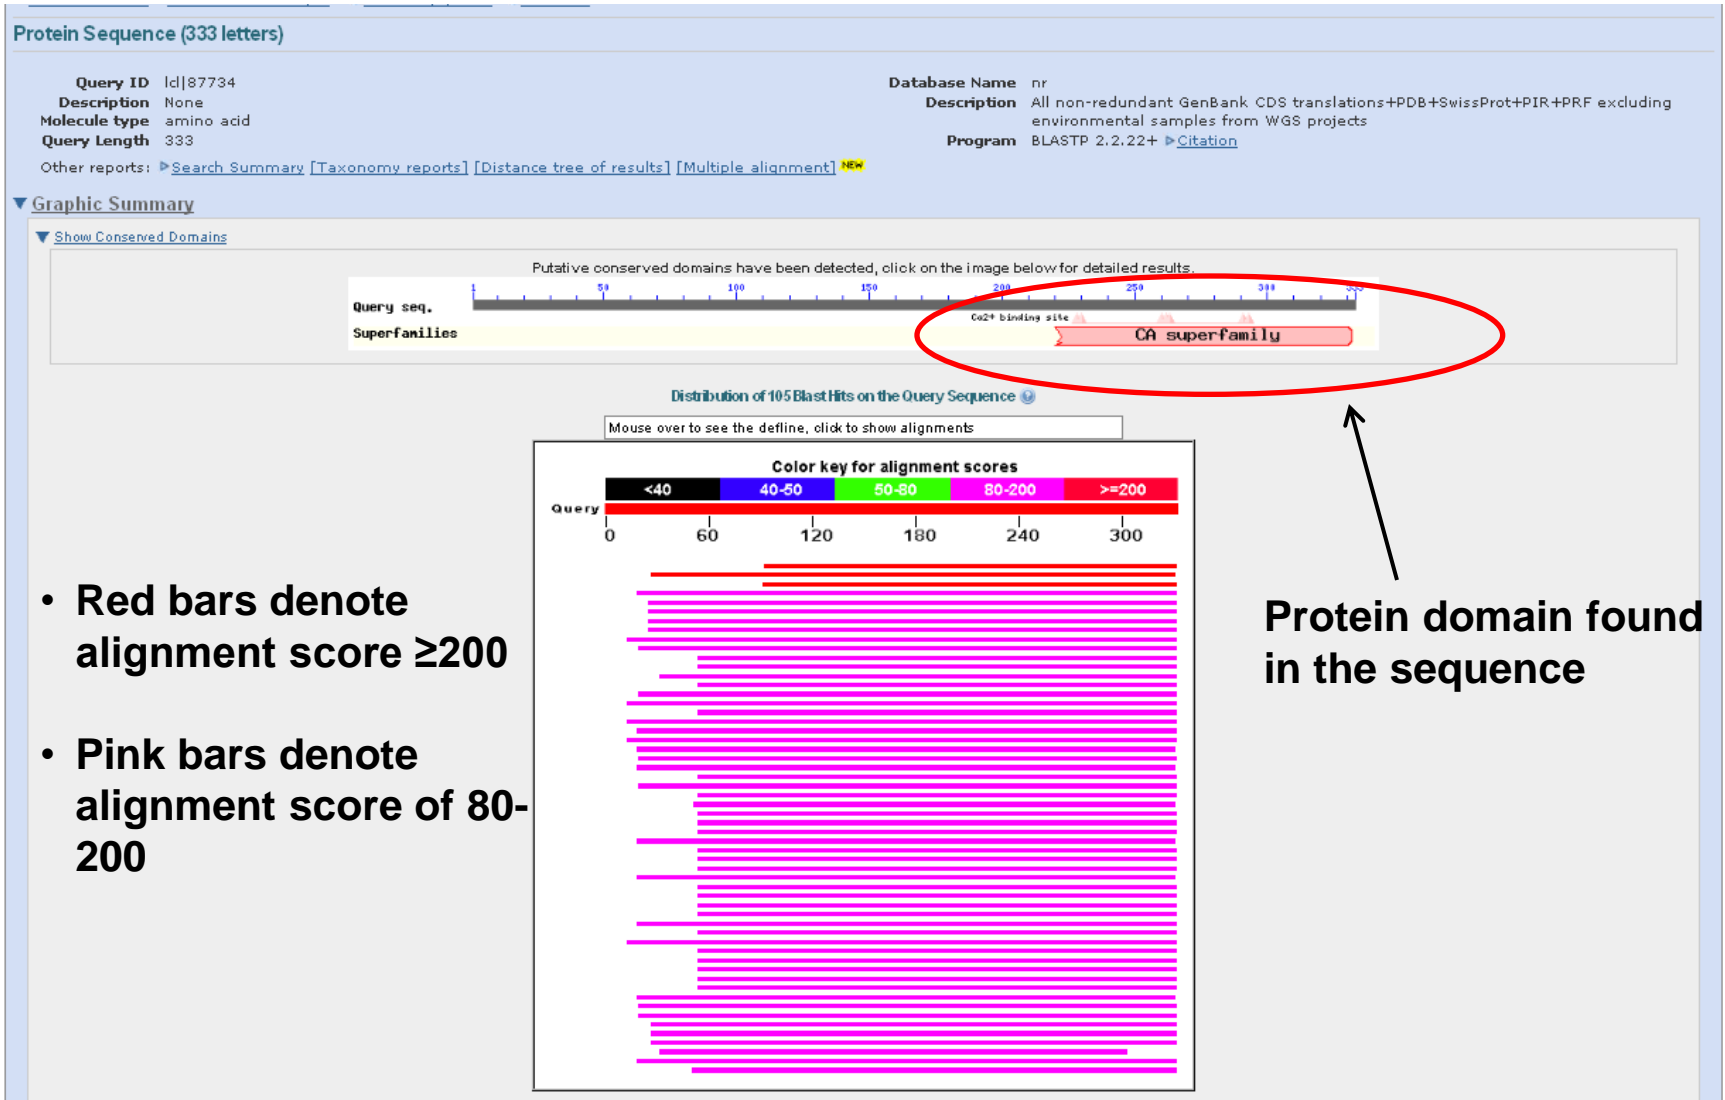 Protein Sequence (333 letters)
Query ID lcl|87734
Description None
Molecule type amino acid
Query Length 333
Database Name nr
Description All non-redundant GenBank CDS translations+PDB+SwissProt+PIR+PRF excluding
environmental samples from WGS projects
Program BLASTP 2.2.22+ Citation
Other reports: Search Summary [Taxonomy reports] [Distance tree of results] [Multiple alignment] NEW
Graphic Summary
Show Conserved Domains
Putative conserved domains have been detected, click on the image below for detailed results.
1 50 100 150 200 250 300 333
Query seq.
Ca2+ binding site
Superfamilies CA superfamily
Distribution of 105 Blast Hits on the Query Sequence
Mouse over to see the defline, click to show alignments
Color key for alignment scores
<40 40-50 50-80 80-200 >=200
Query
0 60 120 180 240 300
• Red bars denote
alignment score ≥200
• Pink bars denote
alignment score of 80-
200
Protein domain found
in the sequence